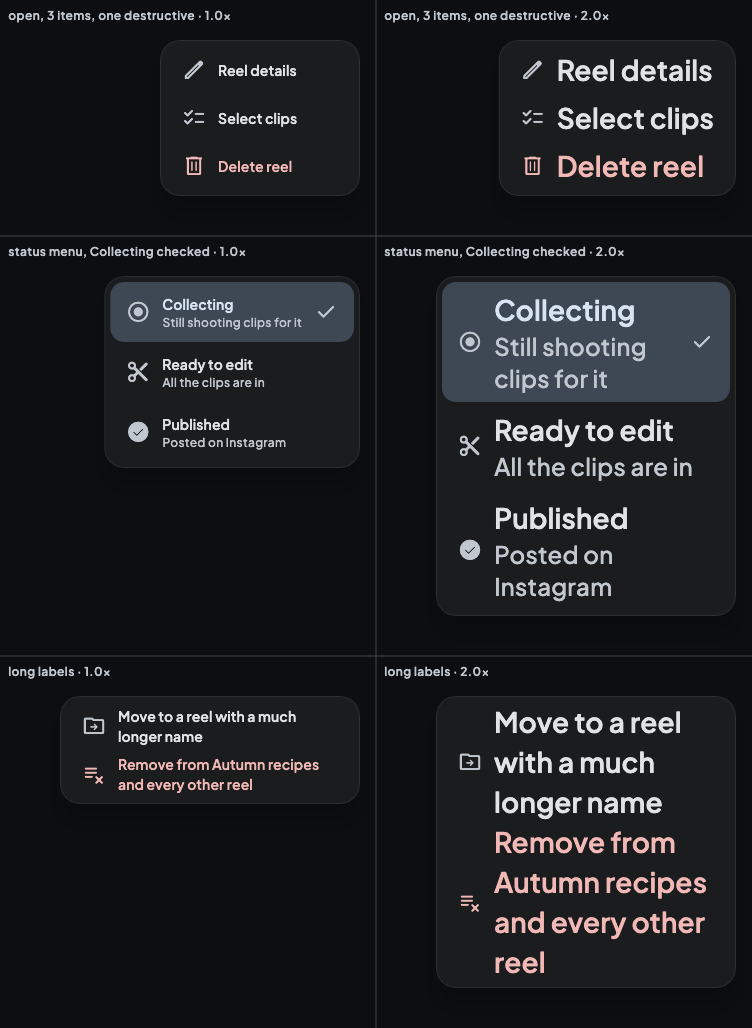 open, 3 items, one destructive · 1.0×
Reel details
Select clips
Delete reel
open, 3 items, one destructive · 2.0×
Reel details
Select clips
Delete reel
status menu, Collecting checked · 1.0×
Collecting
Still shooting clips for it
Ready to edit
All the clips are in
Published
Posted on Instagram
status menu, Collecting checked · 2.0×
Collecting
Still shooting
clips for it
Ready to edit
All the clips are in
Published
Posted on
Instagram
long labels · 1.0×
Move to a reel with a much
longer name
Remove from Autumn recipes
and every other reel
long labels · 2.0×
Move to a reel
with a much
longer name
Remove from
Autumn recipes
and every other
reel